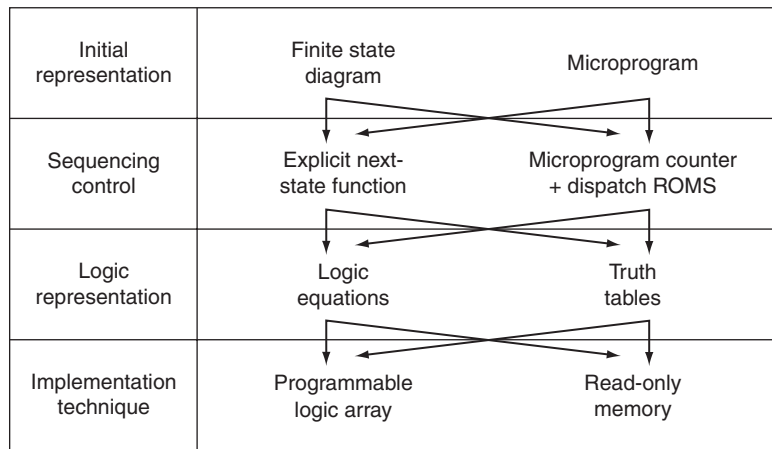 Initial
representation
Finite state
diagram
Microprogram
Sequencing
control
Explicit next-
state function
Microprogram counter
+ dispatch ROMS
Logic
representation
Logic
equations
Truth
tables
Implementation
technique
Programmable
logic array
Read-only
memory